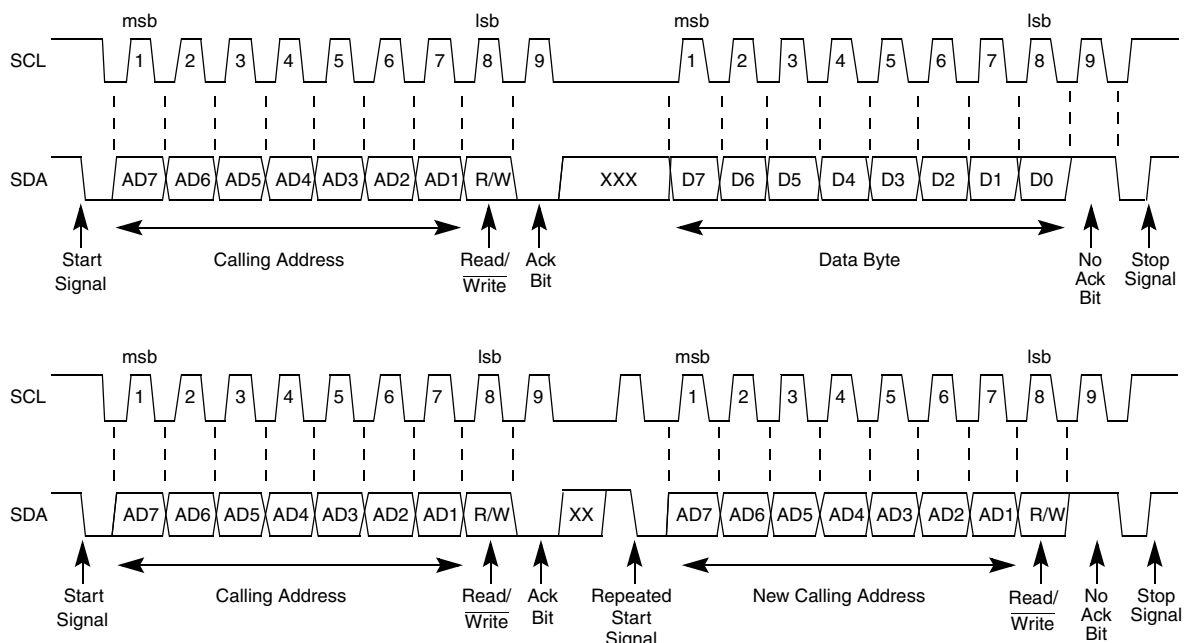 msb lsb msb lsb
SCL 1 2 3 4 5 6 7 8 9 1 2 3 4 5 6 7 8 9
SDA AD7 AD6 AD5 AD4 AD3 AD2 AD1 R/W XXX D7 D6 D5 D4 D3 D2 D1 D0
Start Signal
Calling Address
Read/ Write
Ack Bit
Data Byte
No Ack Bit
Stop Signal
msb lsb msb lsb
SCL 1 2 3 4 5 6 7 8 9 1 2 3 4 5 6 7 8 9
SDA AD7 AD6 AD5 AD4 AD3 AD2 AD1 R/W XX AD7 AD6 AD5 AD4 AD3 AD2 AD1 R/W
Start Signal
Calling Address
Read/ Write
Ack Bit
Repeated Start Signal
New Calling Address
Read/ Write
No Ack Bit
Stop Signal